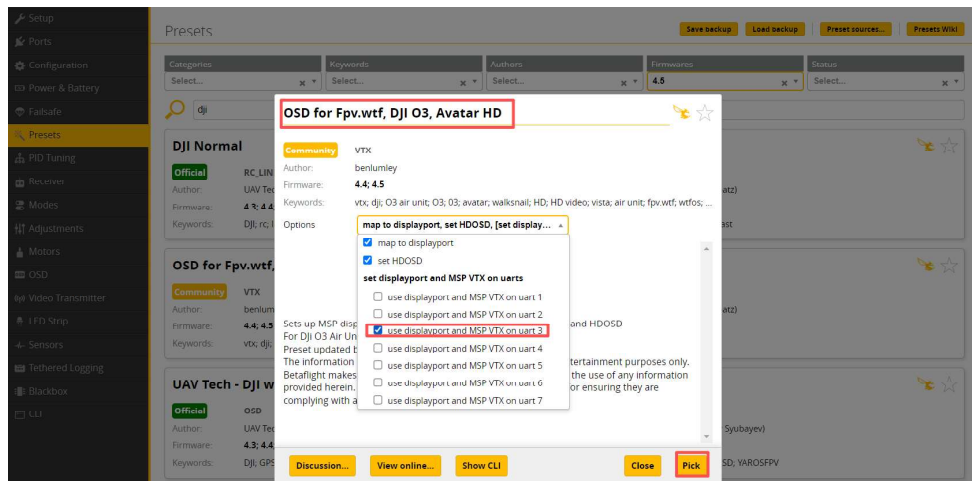 Setup
Ports
Configuration
Power & Battery
Failsafe
Presets
PID Tuning
Receiver
Modes
Adjustments
Motors
OSD
Video Transmitter
LED Strip
Sensors
Tethered Logging
Blackbox
CLI
Presets
Save backup
Load backup
Preset sources...
Presets Wiki
Categories
Keywords
Authors
Firmwares
Status
Select...
Select...
Select...
4.5
Select...
dji
DJI Normal
Official
RC_LIN
Author:
UAV Tec
Firmware:
4.3; 4.4
Keywords:
DJI; rc;
OSD for Fpv.wtf,
Community
VTX
Author:
benlum
Firmware:
4.4; 4.5
Keywords:
vtx; dji;
UAV Tech - DJI w
Official
OSD
Author:
UAV Tec
Syubayev)
Firmware:
4.3; 4.4;
Keywords:
DJI, GPS
SD, YAROSFPV
OSD for Fpv.wtf, DJI O3, Avatar HD
Community
VTX
Author:
benlumley
Firmware:
4.4; 4.5
Keywords:
vtx; dji; O3 air unit; O3; 03; avatar; walksnail; HD; HD video; vista; air unit; fpv.wtf; wtfos; ...
Options
map to displayport, set HDOSD, [set display...
map to displayport
set HDOSD
set displayport and MSP VTX on uarts
use displayport and MSP VTX on uart 1
use displayport and MSP VTX on uart 2
use displayport and MSP VTX on uart 3
use displayport and MSP VTX on uart 4
use displayport and MSP VTX on uart 5
use displayport and MSP VTX on uart 6
use displayport and MSP VTX on uart 7
Sets up MSP disp
and HDOSD
For DJI O3 Air Un
Preset updated b
The information
tertainment purposes only.
Betaflight makes
the use of any information
provided herein.
or ensuring they are
complying with a
Discussion...
View online...
Show CLI
Close
Pick